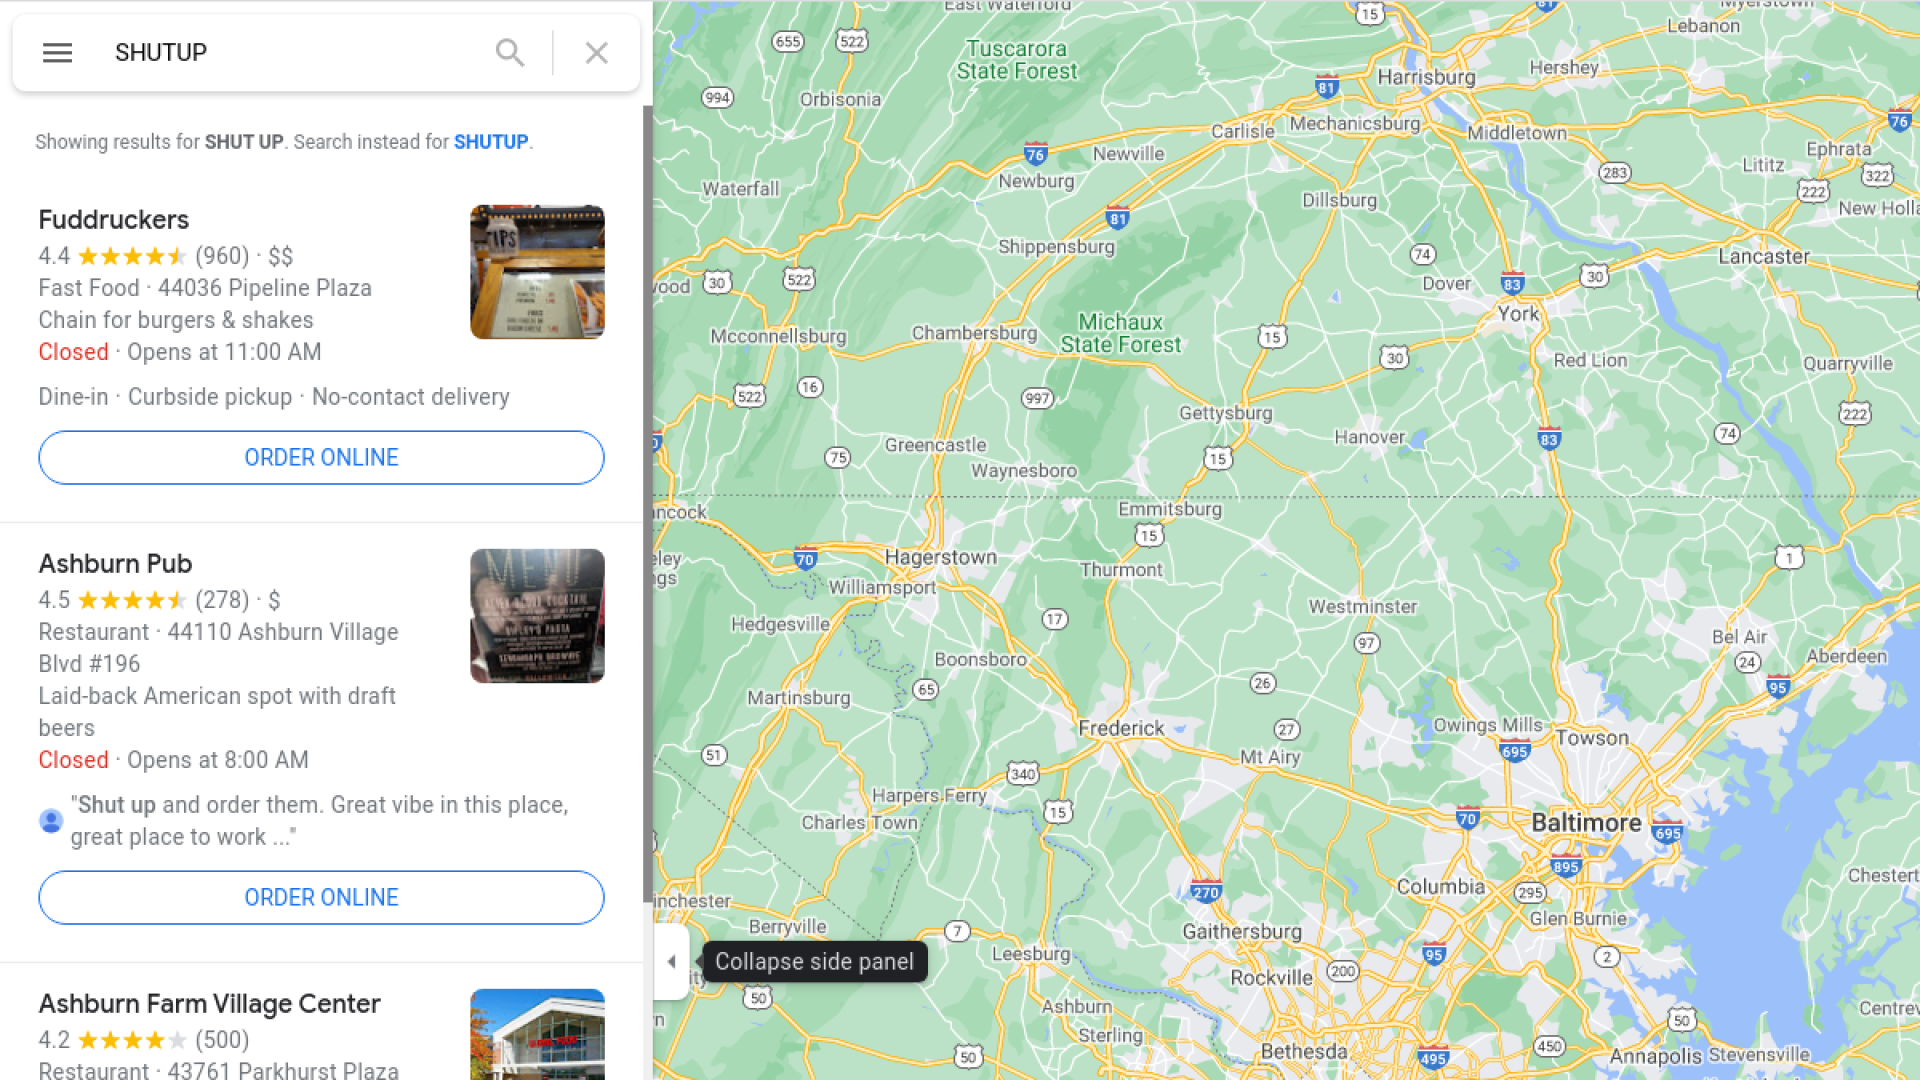 SHUTUP
Showing results for SHUT UP. Search instead for SHUTUP.
Fuddruckers
4.4 (960) · $$
Fast Food · 44036 Pipeline Plaza
Chain for burgers & shakes
Closed · Opens at 11:00 AM
Dine-in · Curbside pickup · No-contact delivery
ORDER ONLINE
TIPS
Ashburn Pub
4.5 (278) · $
Restaurant · 44110 Ashburn Village
Blvd #196
Laid-back American spot with draft
beers
Closed · Opens at 8:00 AM
"Shut up and order them. Great vibe in this place,
great place to work ..."
ORDER ONLINE
MENU
Ashburn Farm Village Center
4.2 (500)
Restaurant · 43761 Parkhurst Plaza
Collapse side panel
East Waterford
15
81
Myerstown
Lebanon
655
522
Tuscarora
State Forest
Harrisburg
Hershey
994
Orbisonia
81
76
Carlisle
Mechanicsburg
Middletown
76
Newville
Ephrata
Newburg
283
Lititz
322
Waterfall
222
Dillsburg
81
New Holla
Shippensburg
74
Lancaster
30
522
Dover
83
30
wood
York
Michaux
State Forest
Mcconnellsburg
Chambersburg
15
30
Red Lion
Quarryville
522
16
997
Gettysburg
222
Greencastle
Hanover
83
74
75
Waynesboro
15
ancock
Emmitsburg
15
70
Hagerstown
Thurmont
1
eley
ngs
Williamsport
Westminster
Hedgesville
17
97
Bel Air
24
Aberdeen
Boonsboro
65
26
95
Martinsburg
Frederick
27
Owings Mills
Towson
51
Mt Airy
695
340
Harpers Ferry
15
Charles Town
70
Baltimore
695
895
Columbia
295
Chestert
270
inchester
Glen Burnie
Berryville
7
Gaithersburg
Leesburg
95
2
Rockville
200
ity
50
Ashburn
Centrev
50
Sterling
50
Bethesda
495
450
Annapolis
Stevensville